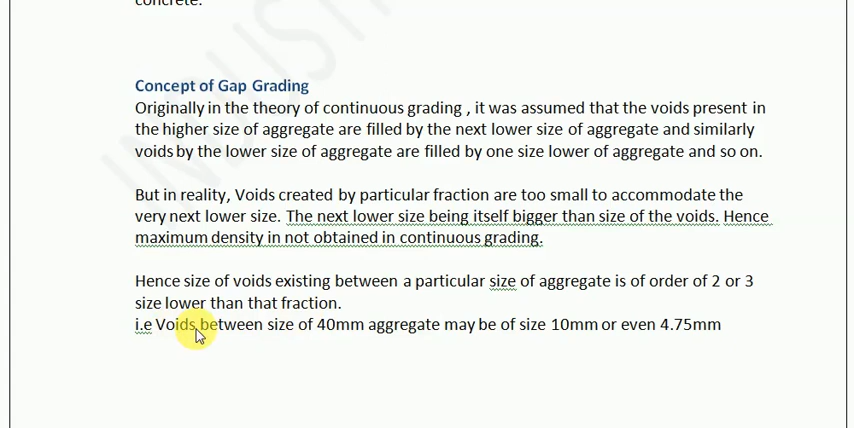 concrete.
INDUST
Concept of Gap Grading
Originally in the theory of continuous grading , it was assumed that the voids present in
the higher size of aggregate are filled by the next lower size of aggregate and similarly
voids by the lower size of aggregate are filled by one size lower of aggregate and so on.
But in reality, Voids created by particular fraction are too small to accommodate the
very next lower size. The next lower size being itself bigger than size of the voids. Hence
maximum density in not obtained in continuous grading.
Hence size of voids existing between a particular size of aggregate is of order of 2 or 3
size lower than that fraction.
i.e Voids between size of 40mm aggregate may be of size 10mm or even 4.75mm